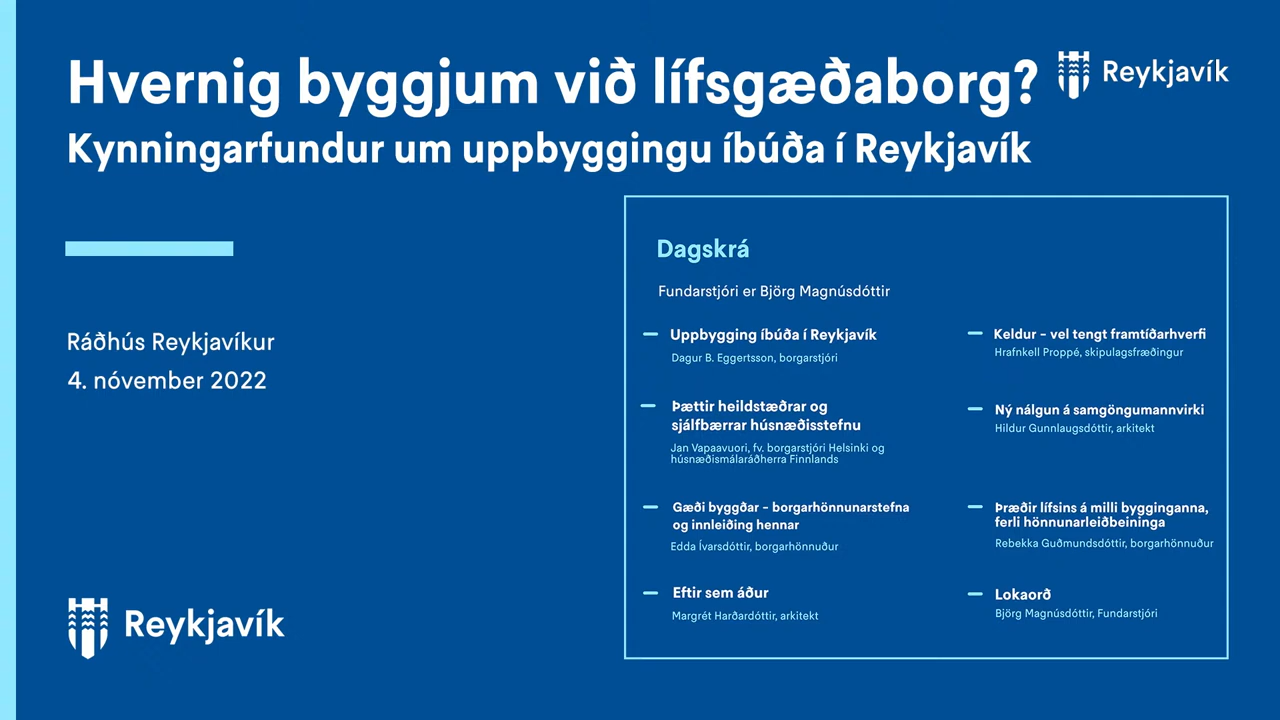 Hvernig byggjum við lífsgæðaborg?
Reykjavík
Kynningarfundur um uppbyggingu íbúða í Reykjavík
Ráðhús Reykjavíkur
4. nóvember 2022
Reykjavík
Dagskrá
Fundarstjóri er Björg Magnúsdóttir
Uppbygging íbúða í Reykjavík
Dagur B. Eggertsson, borgarstjóri
Þættir heildstæðrar og
sjálfbærrar húsnæðisstefnu
Jan Vapaavuori, fv. borgarstjóri Helsinki og
húsnæðismálaráðherra Finnlands
Gæði byggðar - borgarhönnunarstefna
og innleiðing hennar
Edda Ívarsdóttir, borgarhönnuður
Eftir sem áður
Margrét Harðardóttir, arkitekt
Keldur - vel tengt framtíðarhverfi
Hrafnkell Proppé, skipulagsfræðingur
Ný nálgun á samgöngumannvirki
Hildur Gunnlaugsdóttir, arkitekt
Þræðir lífsins á milli bygginganna,
ferli hönnunarleiðbeininga
Rebekka Guðmundsdóttir, borgarhönnuður
Lokaorð
Björg Magnúsdóttir, Fundarstjóri